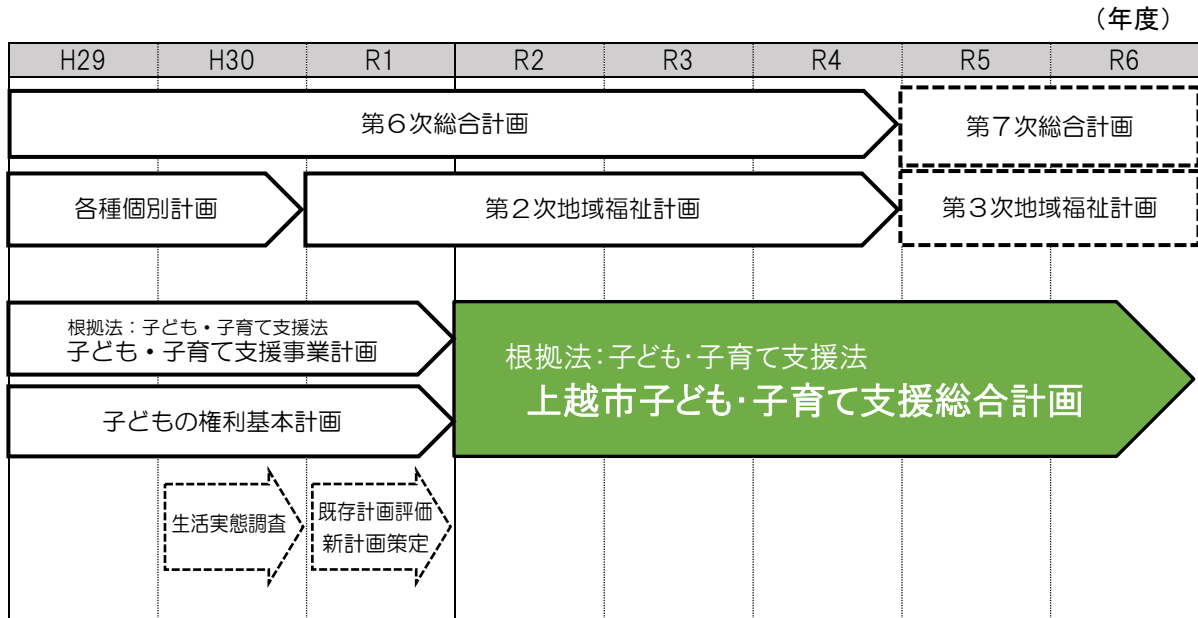 （年度）
H29 H30 R1 R2 R3 R4 R5 R6
第６次総合計画 第７次総合計画
各種個別計画 第２次地域福祉計画 第３次地域福祉計画
根拠法：子ども・子育て支援法
子ども・子育て支援事業計画
子どもの権利基本計画
根拠法：子ども・子育て支援法
上越市子ども・子育て支援総合計画
生活実態調査
既存計画評価
新計画策定